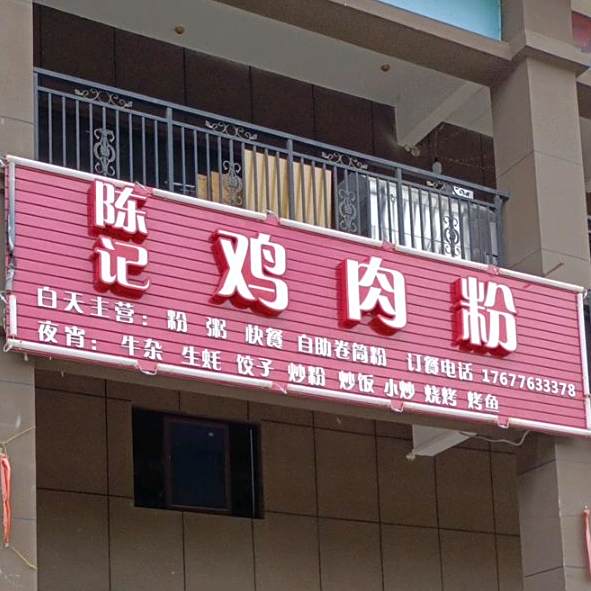 陈记 鸡肉粉
白天主营：粉 粥 快餐 自助卷筒粉 订餐电话 17677633378
夜宵：牛杂 生蚝 饺子 炒粉 炒饭 小炒 烧烤 烤鱼